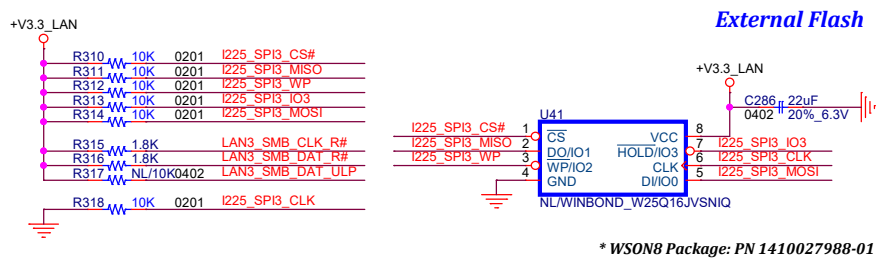 External Flash
+V3.3_LAN
R310 10K 0201 I225_SPI3_CS#
R311 10K 0201 I225_SPI3_MISO
R312 10K 0201 I225_SPI3_WP
R313 10K 0201 I225_SPI3_IO3
R314 10K 0201 I225_SPI3_MOSI
R315 1.8K LAN3_SMB_CLK_R#
R316 1.8K LAN3_SMB_DAT_R#
R317 NL/10K 0402 LAN3_SMB_DAT_ULP
R318 10K 0201 I225_SPI3_CLK
+V3.3_LAN
C286 22uF
0402 20%_6.3V
U41
I225_SPI3_CS# 1 CS VCC 8
I225_SPI3_MISO 2 DO/IO1 HOLD/IO3 7 I225_SPI3_IO3
I225_SPI3_WP 3 WP/IO2 CLK 6 I225_SPI3_CLK
4 GND DI/IO0 5 I225_SPI3_MOSI
NL/WINBOND_W25Q16JVSNIQ
* WSON8 Package: PN 1410027988-01